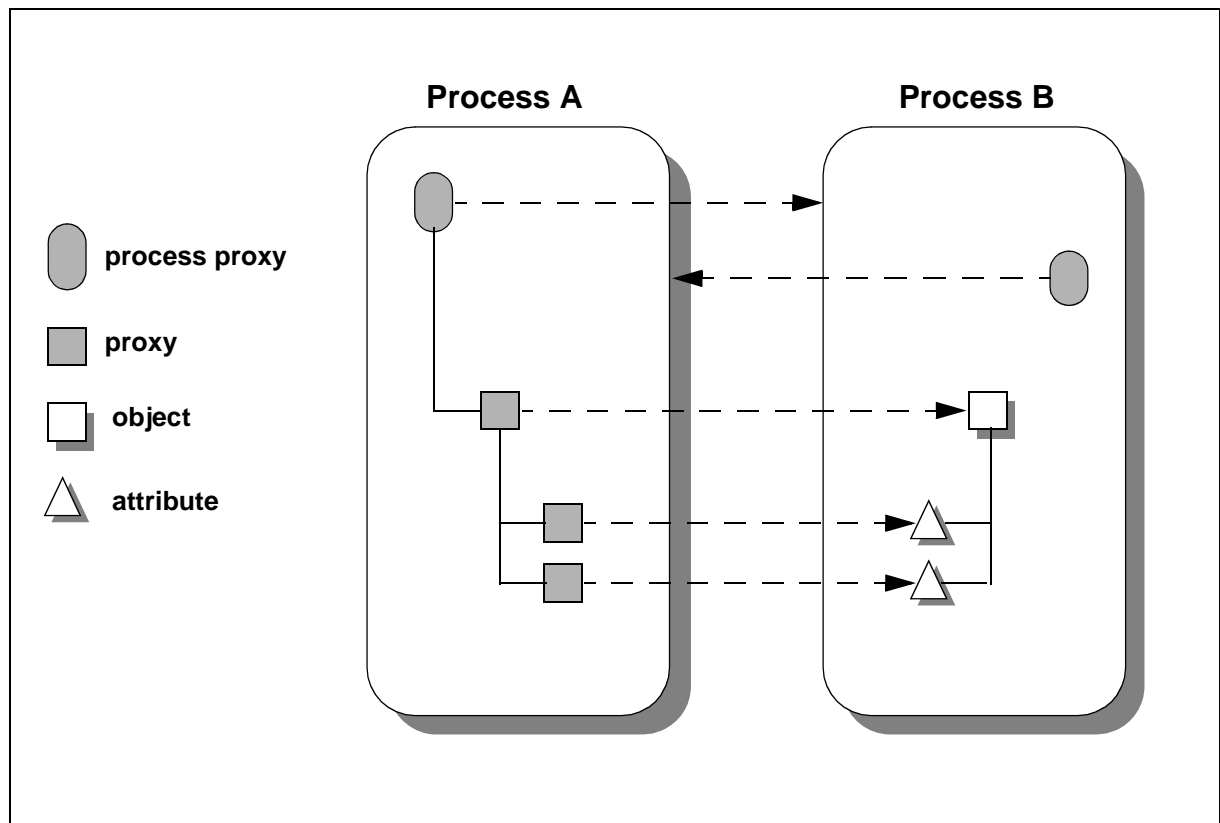 Process A
Process B
process proxy
proxy
object
attribute